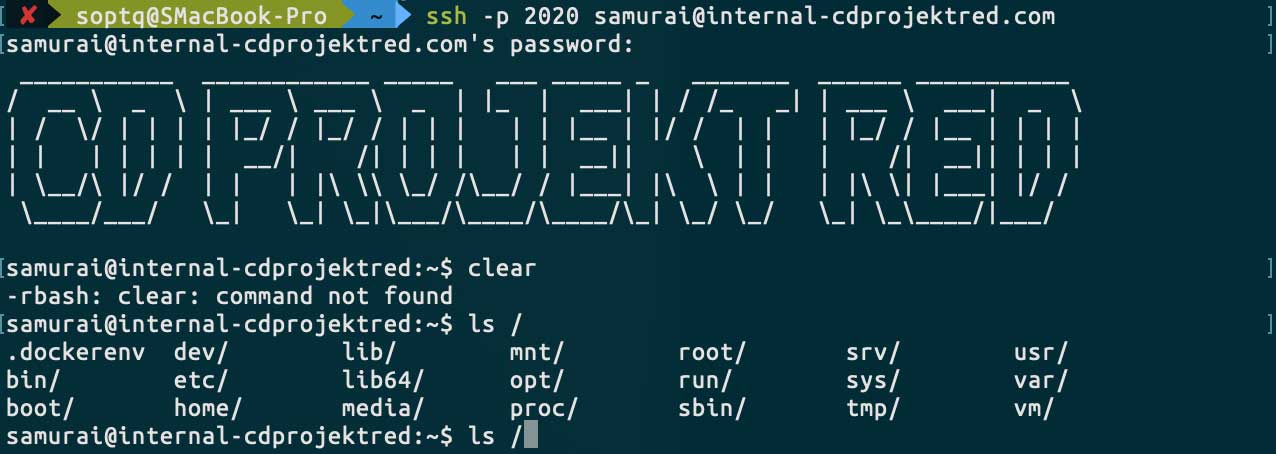 ✘ soptq@SMacBook-Pro ~ ssh -p 2020 samurai@internal-cdprojektred.com
samurai@internal-cdprojektred.com's password:
CD PROJEKT RED
samurai@internal-cdprojektred:~$ clear
-rbash: clear: command not found
samurai@internal-cdprojektred:~$ ls /
.dockerenv dev/ lib/ mnt/ root/ srv/ usr/
bin/ etc/ lib64/ opt/ run/ sys/ var/
boot/ home/ media/ proc/ sbin/ tmp/ vm/
samurai@internal-cdprojektred:~$ ls /